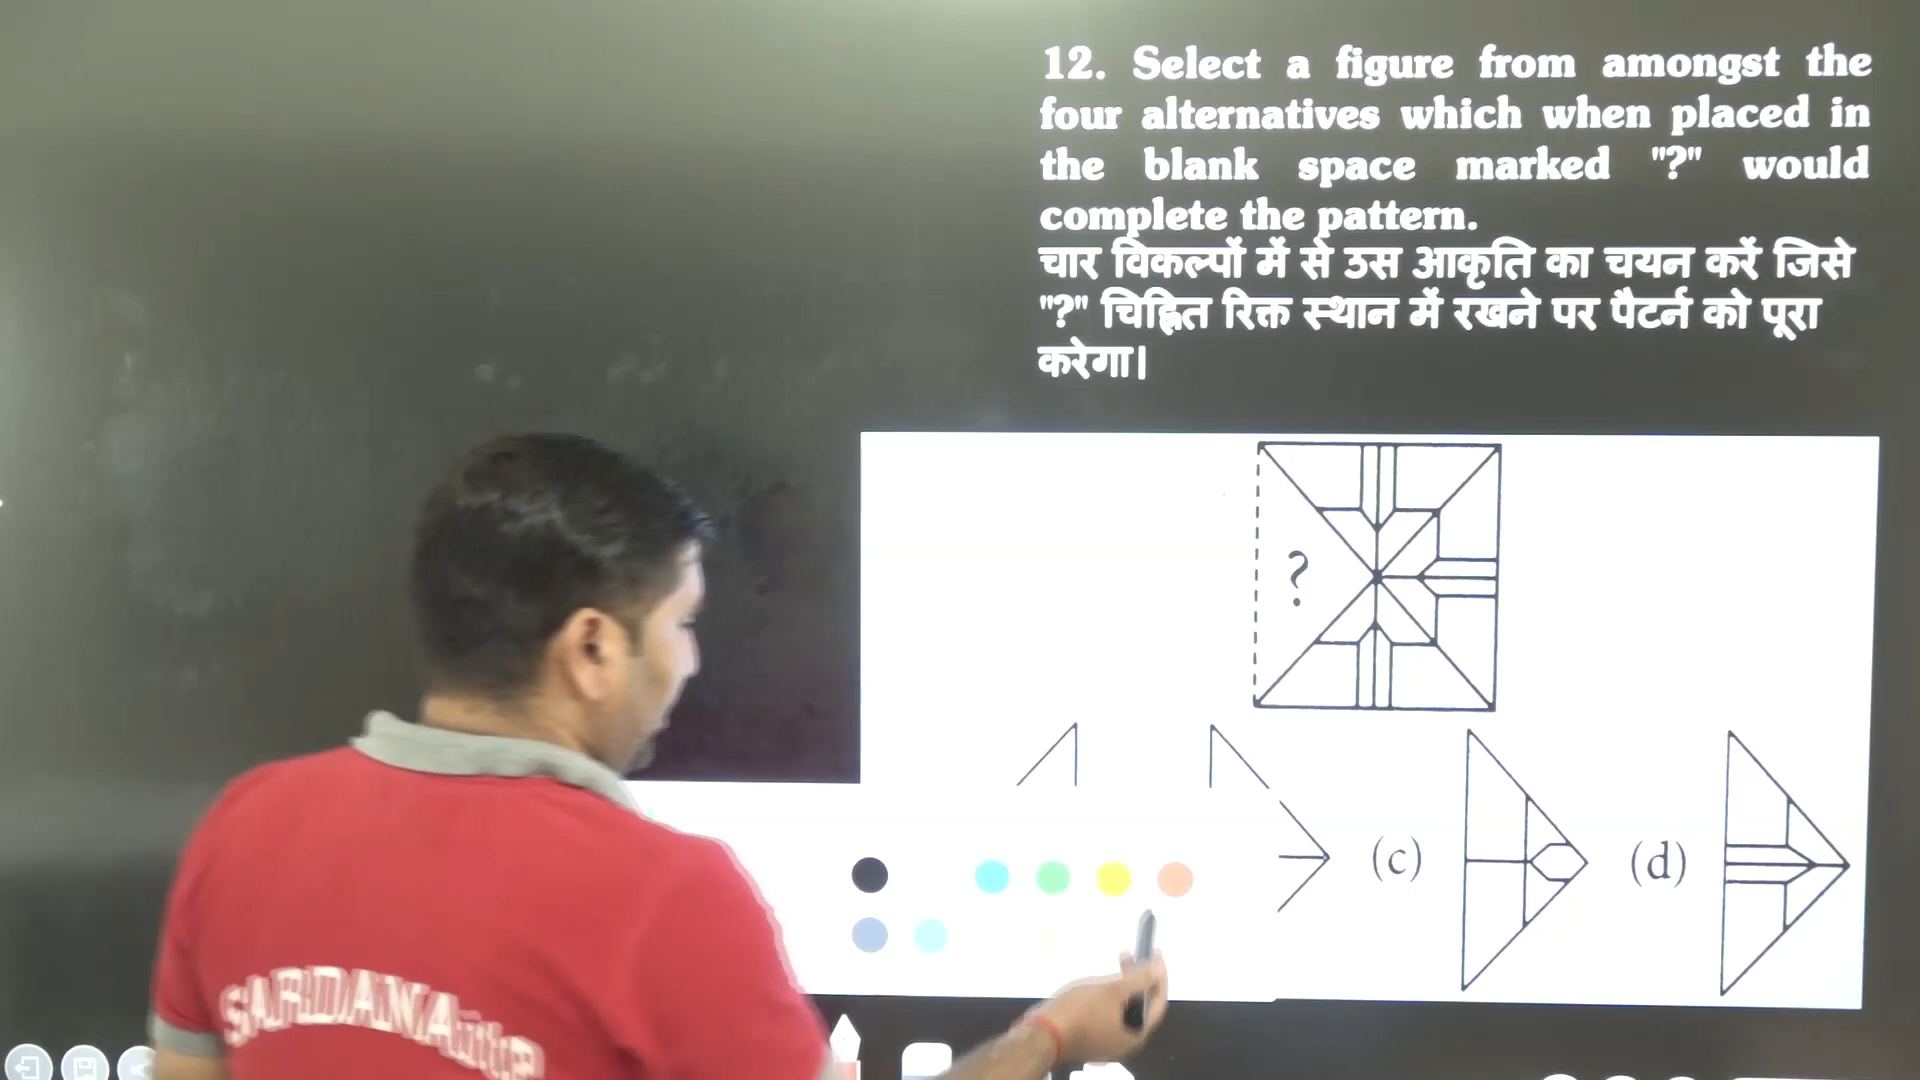 12. Select a figure from amongst the
four alternatives which when placed in
the blank space marked "?" would
complete the pattern.
चार विकल्पों में से उस आकृति का चयन करें जिसे
"?" चिह्नित रिक्त स्थान में रखने पर पैटर्न को पूरा
करेगा।
?
(c)
(d)
SARDANA